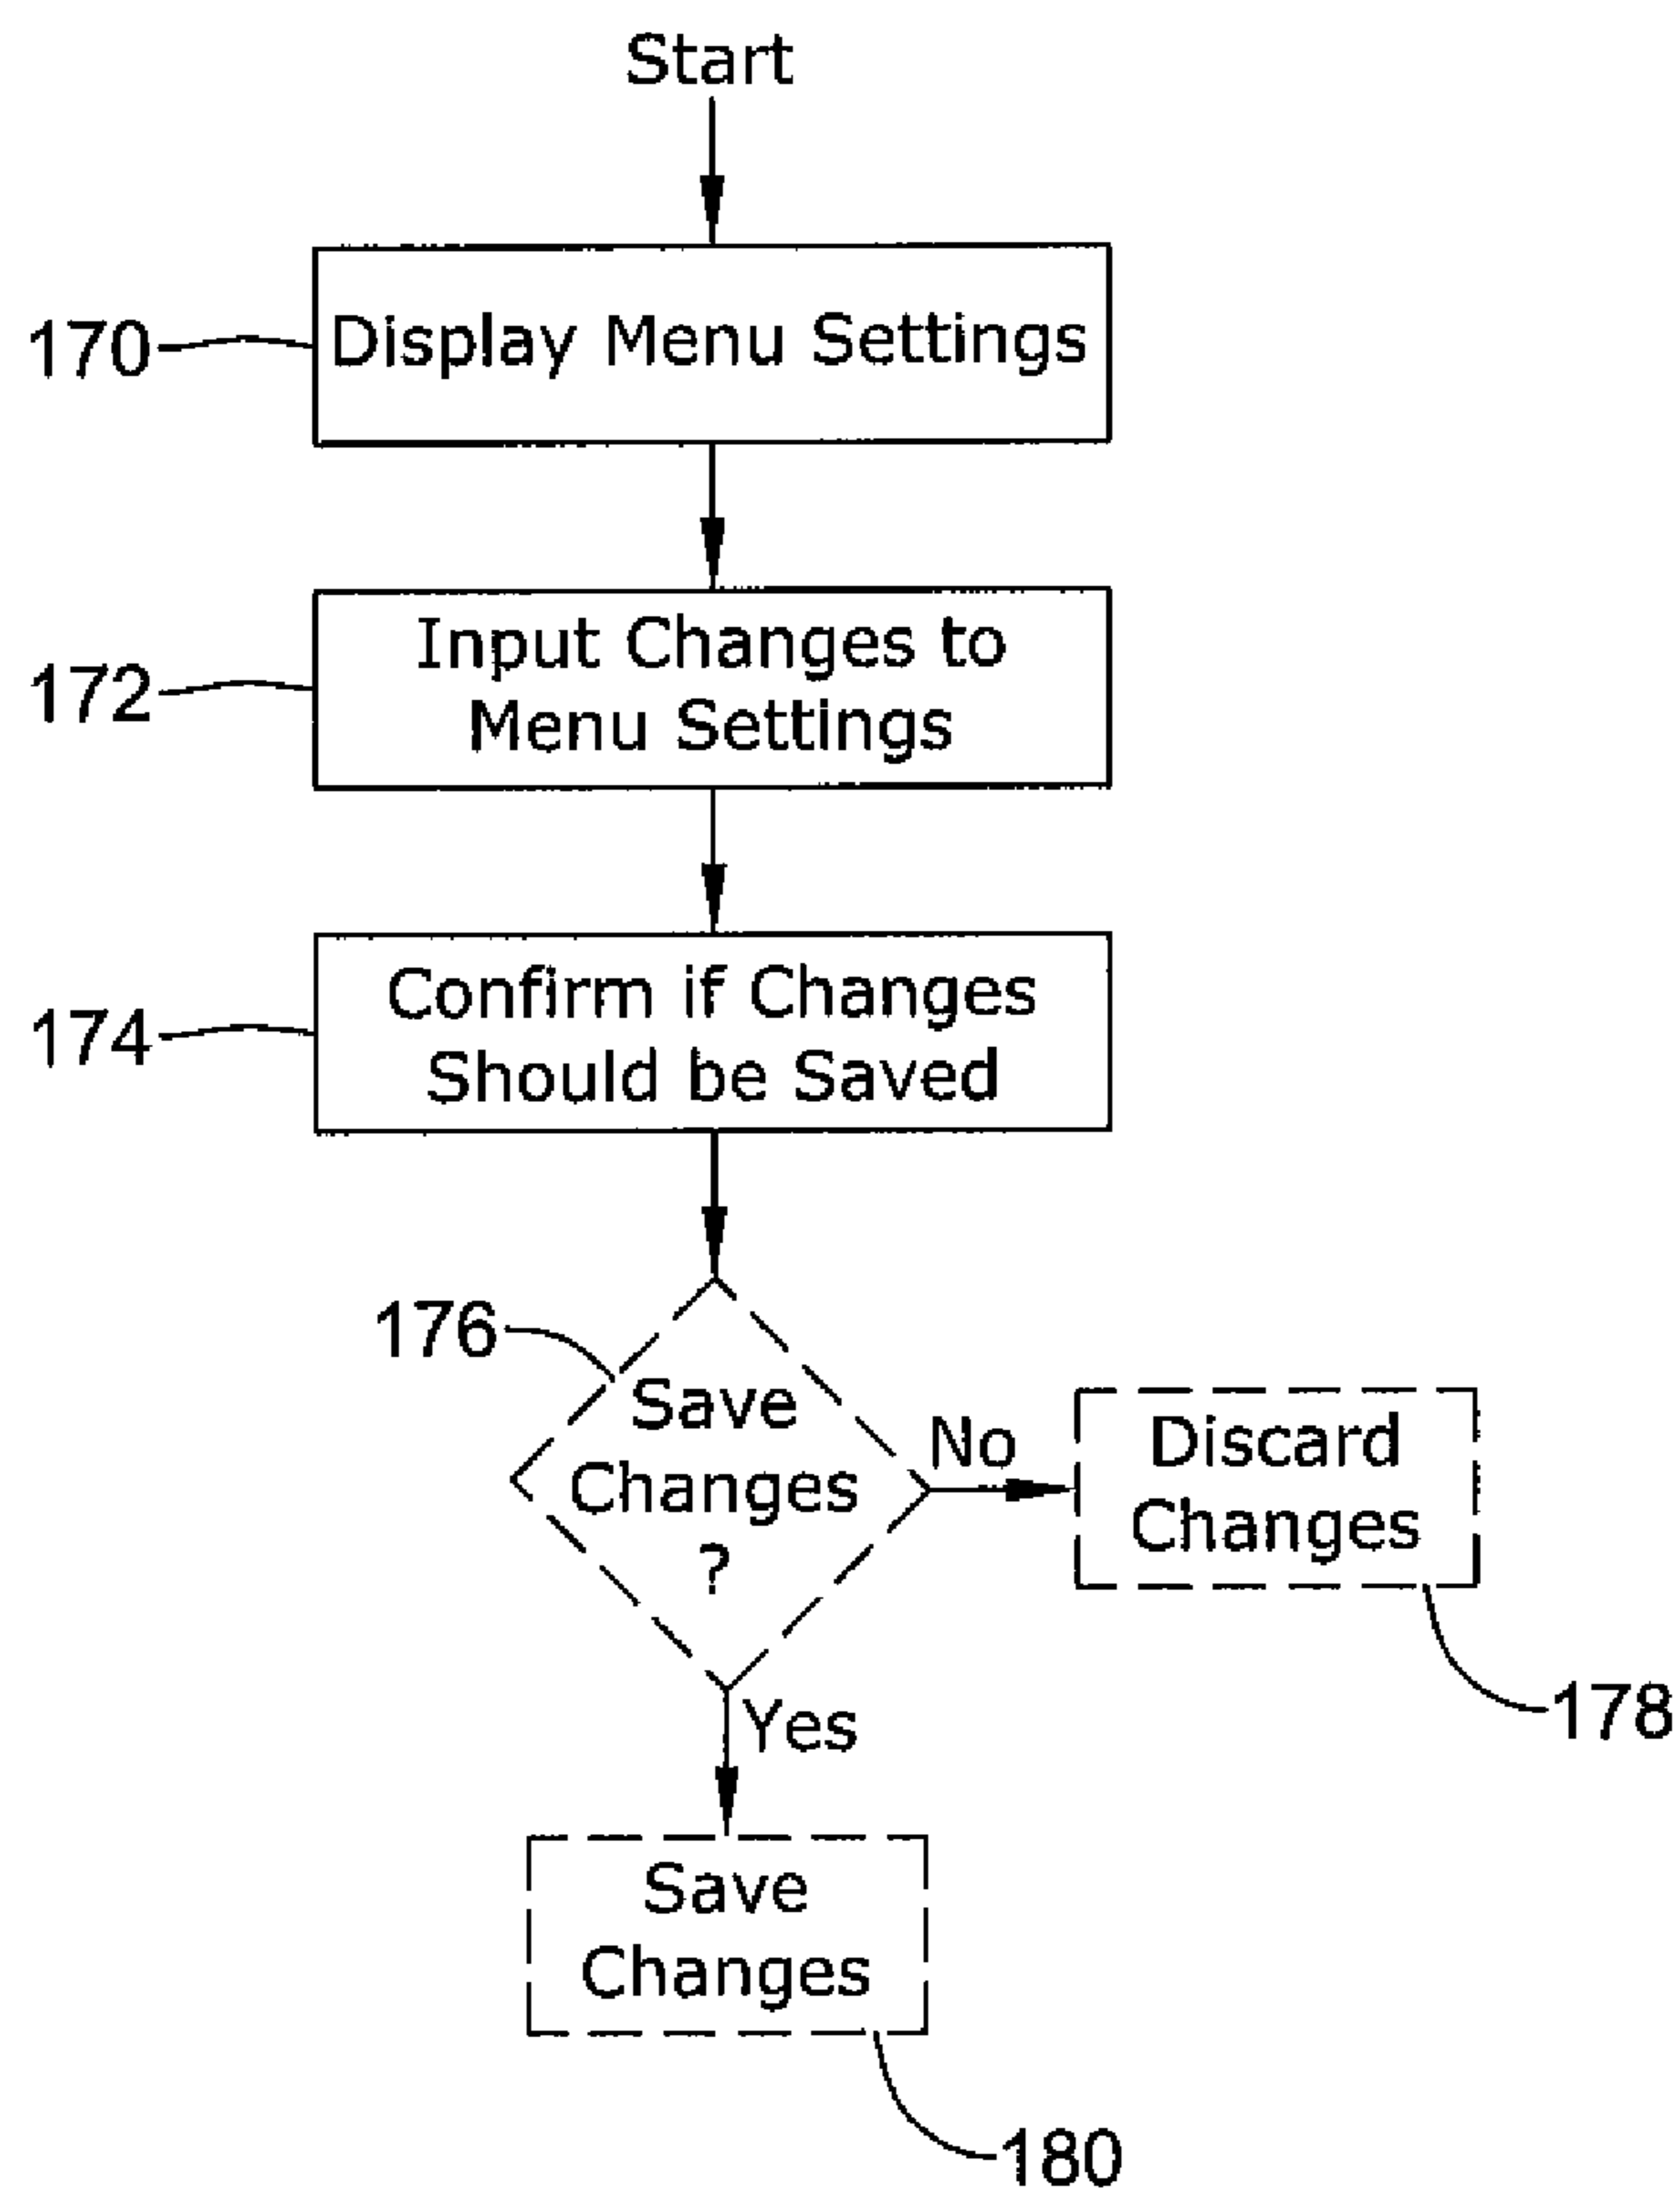 Start
170
Display Menu Settings
172
Input Changes to
Menu Settings
174
Confirm if Changes
Should be Saved
176
Save
Changes
?
No
Discard
Changes
178
Yes
Save
Changes
180